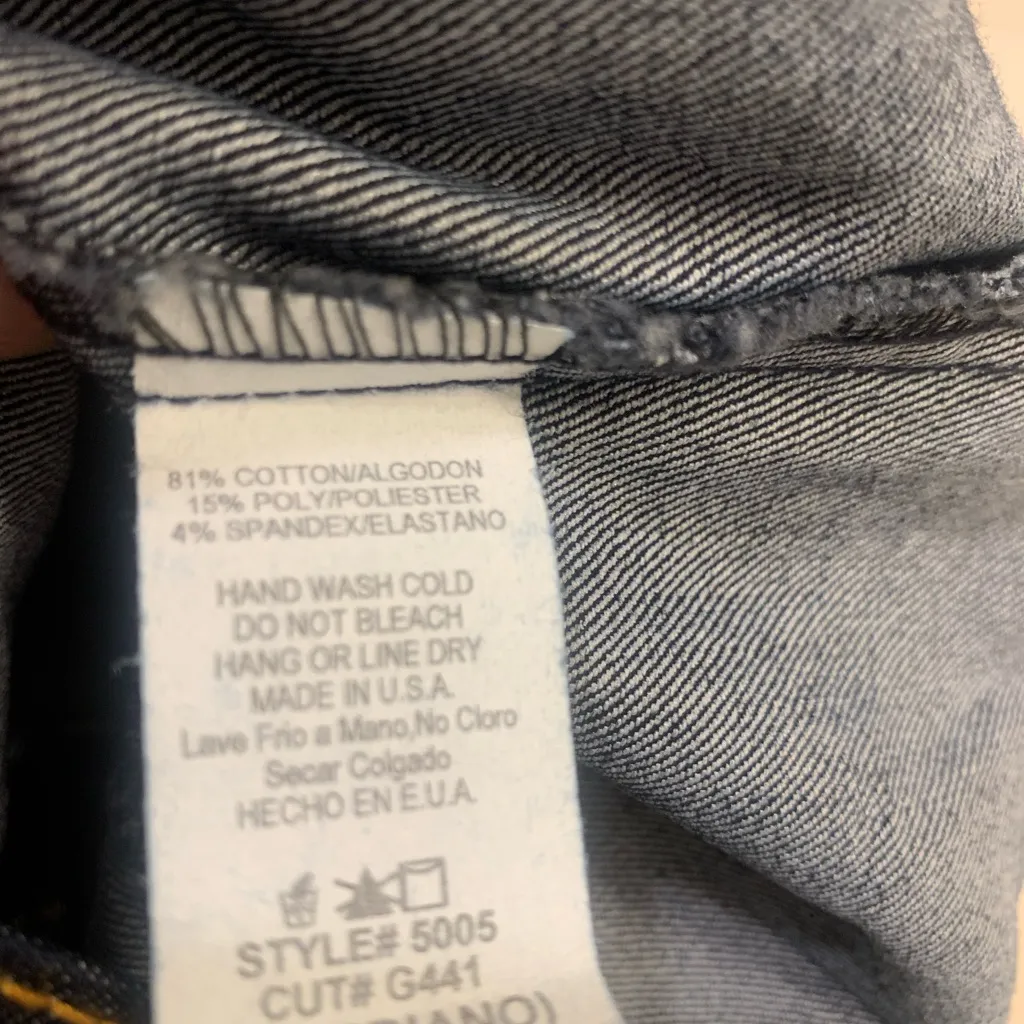 81% COTTON/ALGODON
15% POLY/POLIESTER
4% SPANDEX/ELASTANO
HAND WASH COLD
DO NOT BLEACH
HANG OR LINE DRY
MADE IN U.S.A.
Lave Frio a Mano,No Cloro
Secar Colgado
HECHO EN E.U.A.
STYLE# 5005
CUT# G441